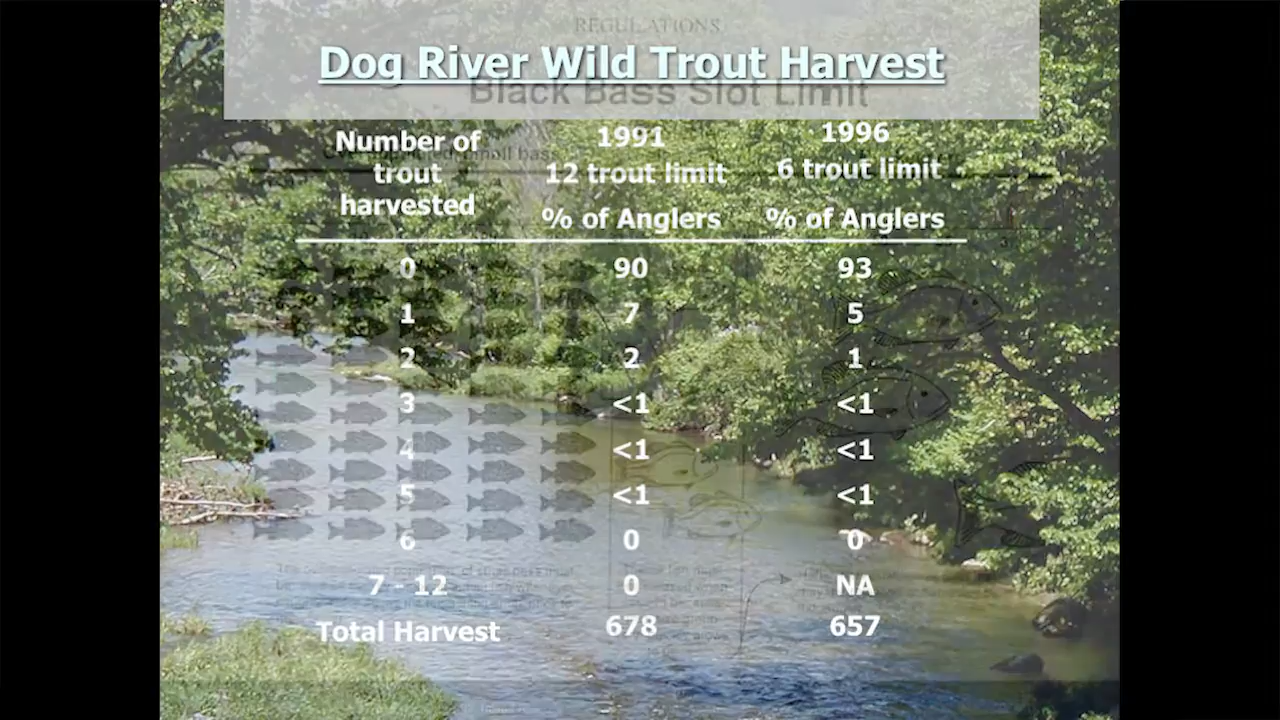 REGULATIONS
Dog River Wild Trout Harvest
Black Bass Slot Limit
Number of trout harvested
1991
12 trout limit
% of Anglers
1996
6 trout limit
% of Anglers
0 90 93
1 7 5
2 2 1
3 <1 <1
4 <1 <1
5 <1 <1
6 0 0
7 - 12 0 NA
Total Harvest 678 657